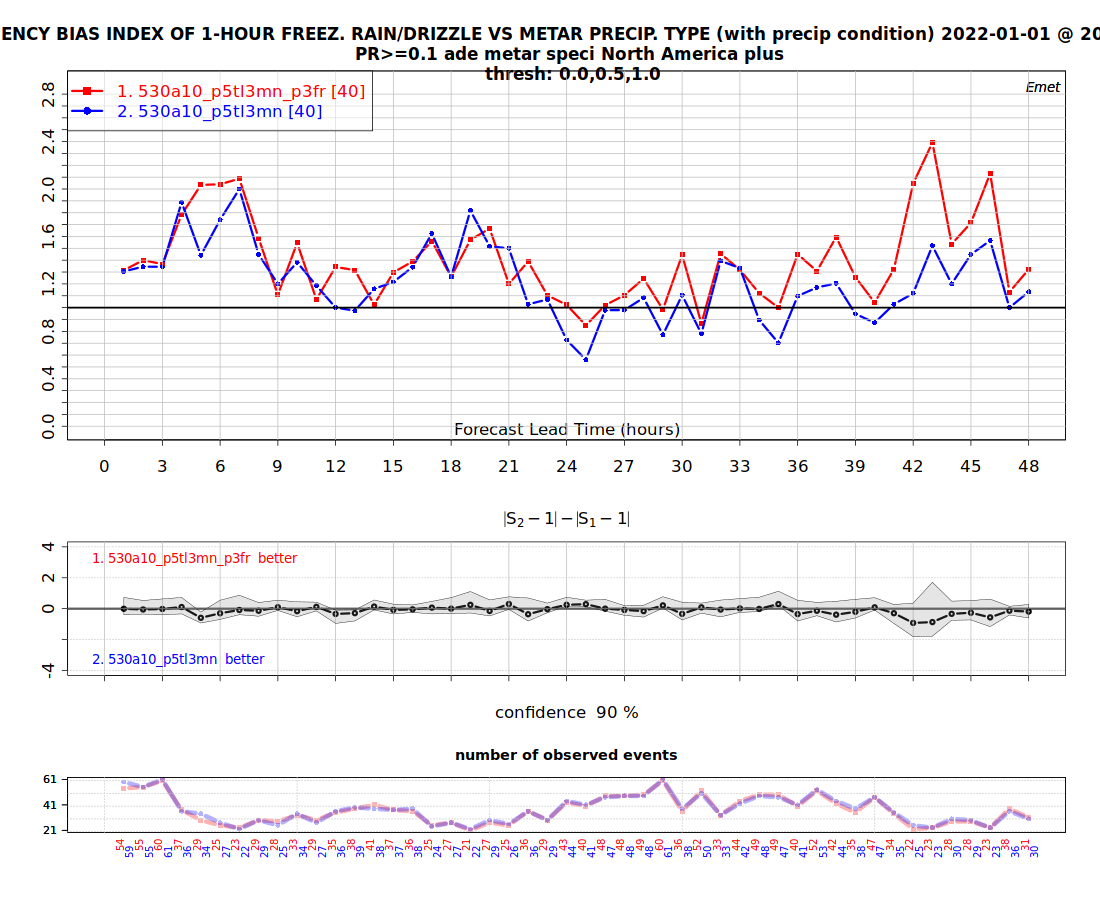 ENCY BIAS INDEX OF 1-HOUR FREEZ. RAIN/DRIZZLE VS METAR PRECIP. TYPE (with precip condition) 2022-01-01 @ 20
PR>=0.1 ade metar speci North America plus
thresh: 0.0,0.5,1.0
Emet
1. 530a10_p5tl3mn_p3fr [40]
2. 530a10_p5tl3mn [40]
2.8
2.4
2.0
1.6
1.2
0.8
0.4
0.0
Forecast Lead Time (hours)
0 3 6 9 12 15 18 21 24 27 30 33 36 39 42 45 48
|S2 − 1| − |S1 − 1|
4
2
0
-4
1. 530a10_p5tl3mn_p3fr better
2. 530a10_p5tl3mn better
confidence 90 %
number of observed events
61
41
21